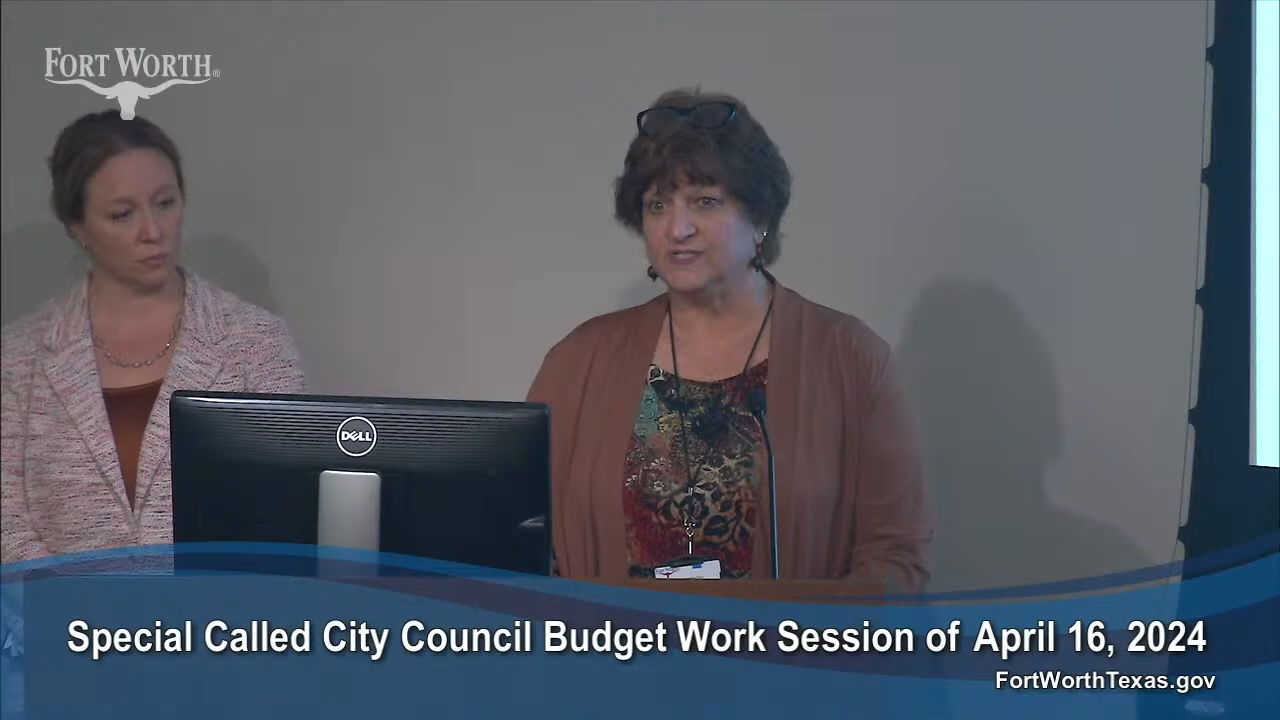 FORT WORTH®
DELL
Special Called City Council Budget Work Session of April 16, 2024
FortWorthTexas.gov